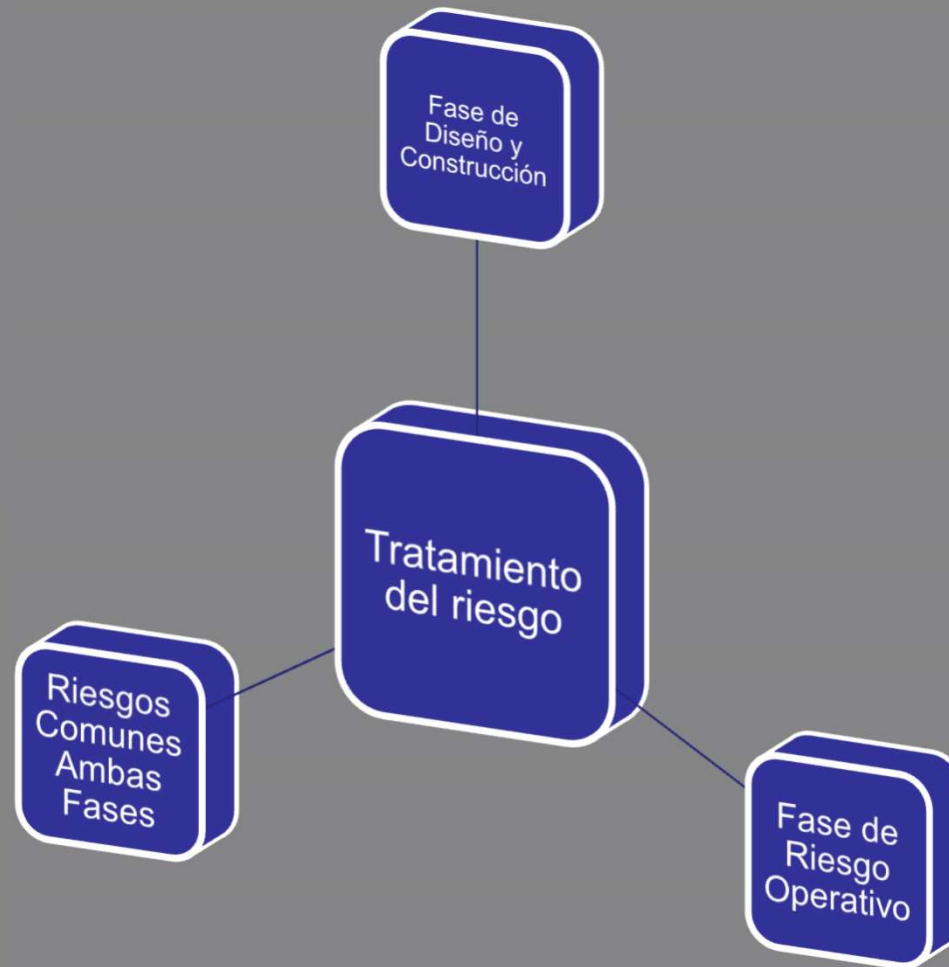 Fase de
Diseño y
Construcción
Tratamiento
del riesgo
Riesgos
Comunes
Ambas
Fases
Fase de
Riesgo
Operativo